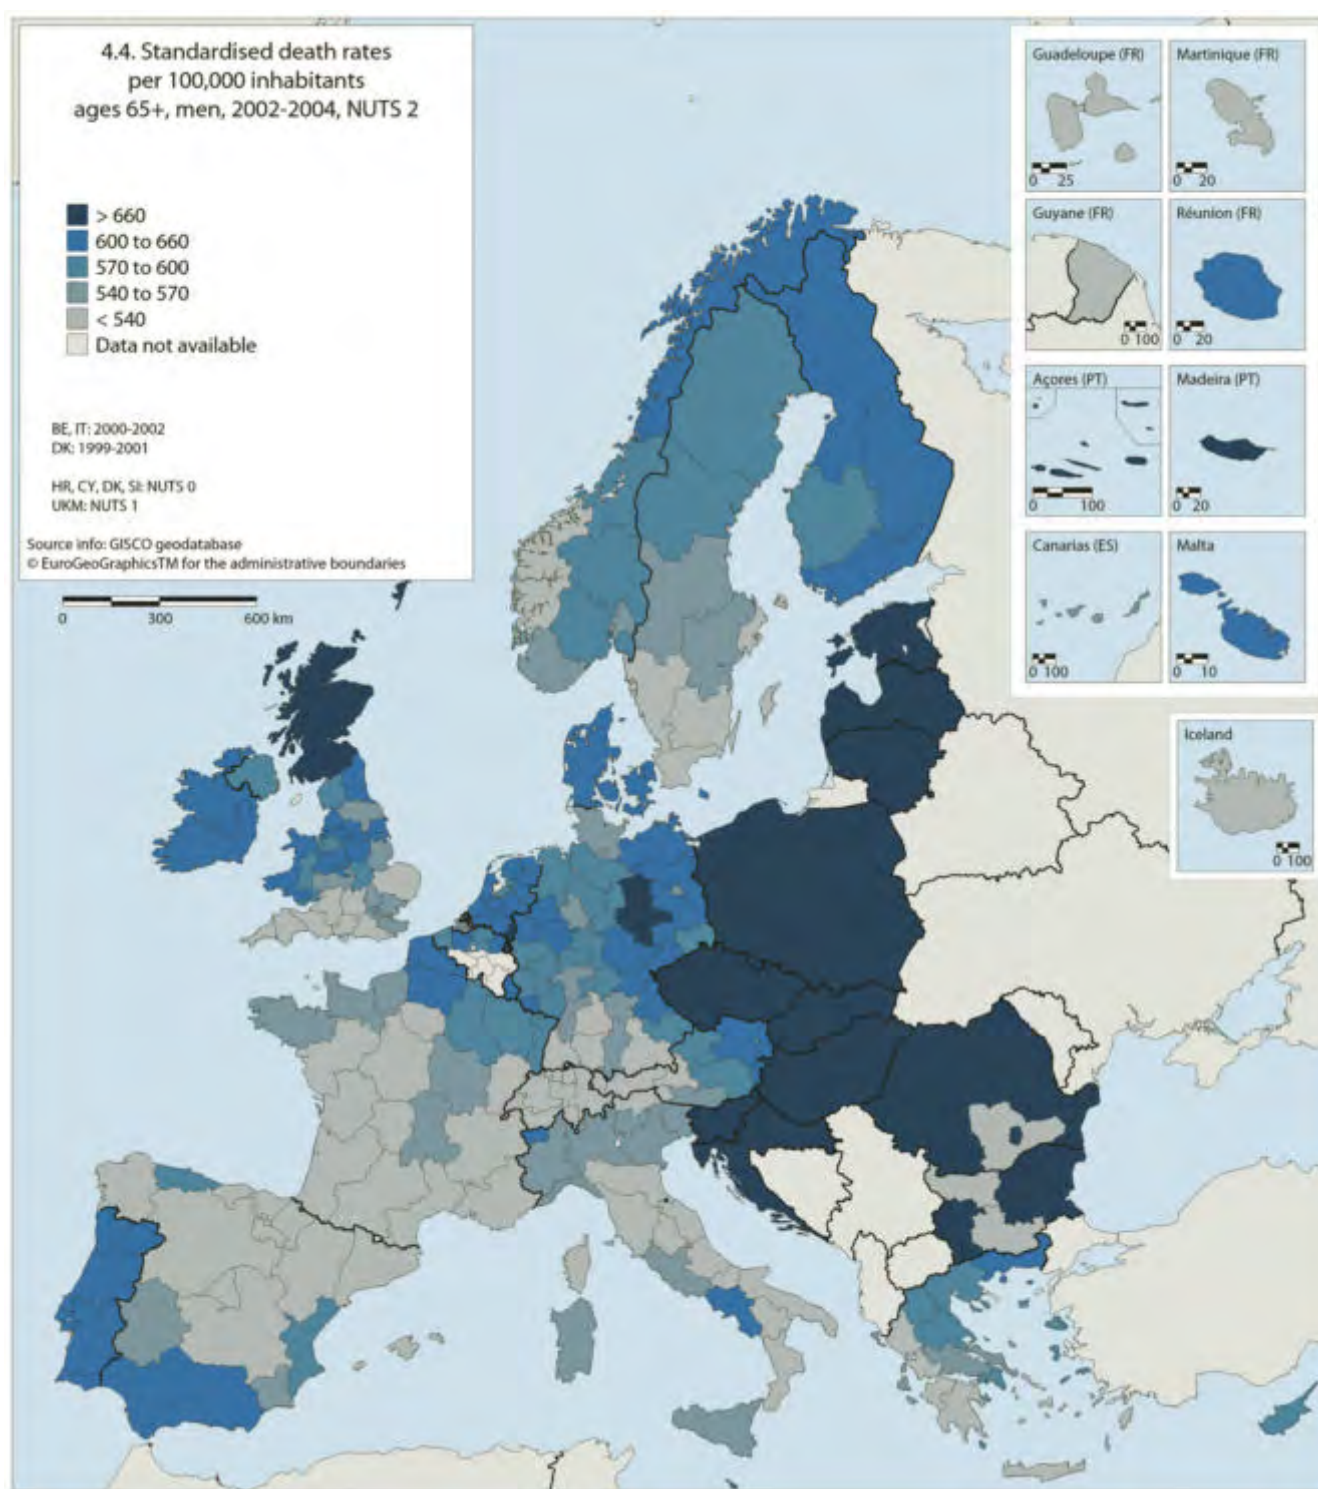 4.4. Standardised death rates
per 100,000 inhabitants
ages 65+, men, 2002-2004, NUTS 2
> 660
600 to 660
570 to 600
540 to 570
< 540
Data not available
BE, IT: 2000-2002
DK: 1999-2001
HR, CY, DK, SI: NUTS 0
UKM: NUTS 1
Source info: GISCO geodatabase
© EuroGeoGraphicsTM for the administrative boundaries
0 300 600 km
Guadeloupe (FR)
0 25
Martinique (FR)
0 20
Guyane (FR)
0 100
Réunion (FR)
0 20
Açores (PT)
0 100
Madeira (PT)
0 20
Canarias (ES)
0 100
Malta
0 10
Iceland
0 100